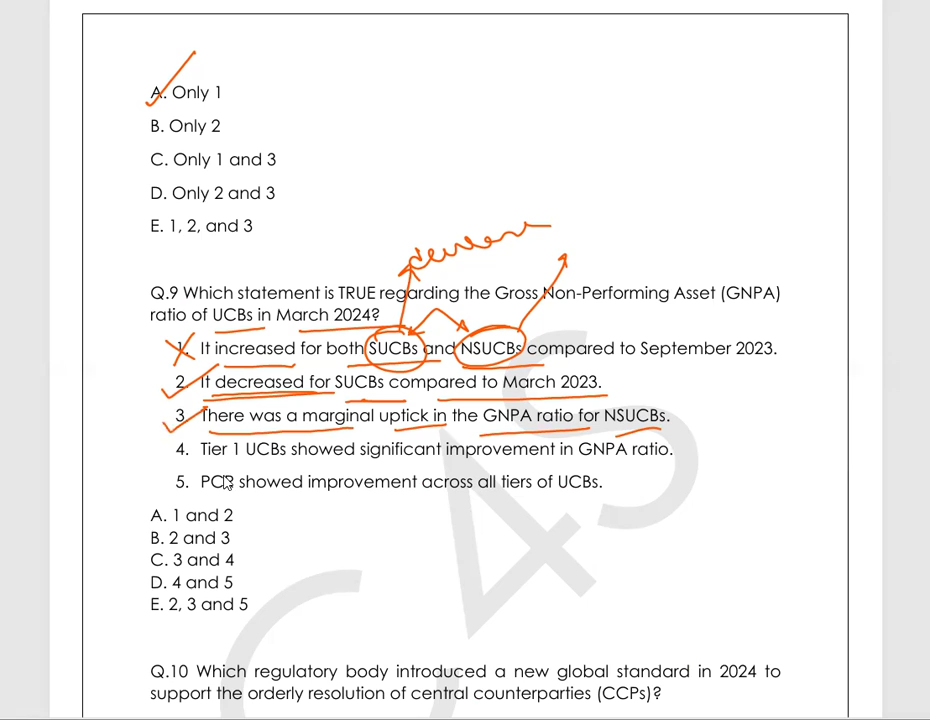 A. Only 1
B. Only 2
C. Only 1 and 3
D. Only 2 and 3
E. 1, 2, and 3
Q.9 Which statement is TRUE regarding the Gross Non-Performing Asset (GNPA)
ratio of UCBs in March 2024?
1. It increased for both SUCBs and NSUCBs compared to September 2023.
2. It decreased for SUCBs compared to March 2023.
3. There was a marginal uptick in the GNPA ratio for NSUCBs.
4. Tier 1 UCBs showed significant improvement in GNPA ratio.
5. PCR showed improvement across all tiers of UCBs.
A. 1 and 2
B. 2 and 3
C. 3 and 4
D. 4 and 5
E. 2, 3 and 5
Q.10 Which regulatory body introduced a new global standard in 2024 to
support the orderly resolution of central counterparties (CCPs)?
C4S